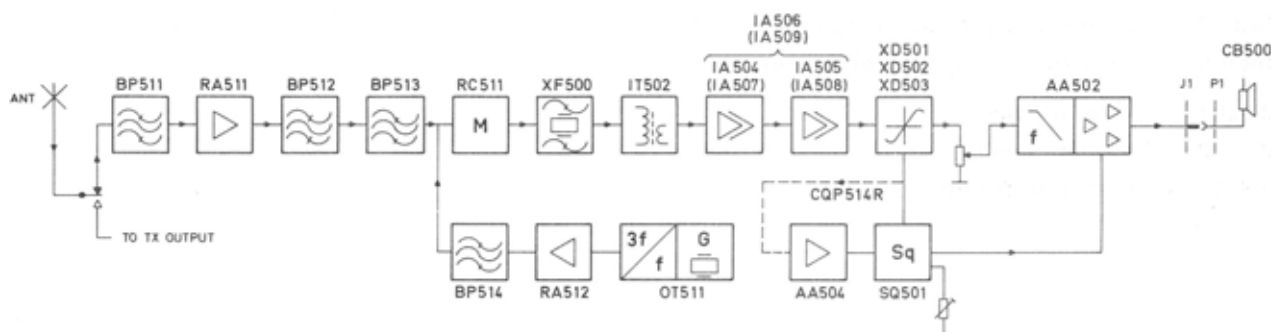 IA506
(IA509)
XD501
XD502
XD503
CB500
IA504
(IA507)
IA505
(IA508)
ANT
BP511
RA511
BP512
BP513
RC511
XF500
IT502
AA502
J1
P1
M
f
CQP514R
TO TX OUTPUT
3f
f
G
Sq
BP514
RA512
OT511
AA504
SQ501